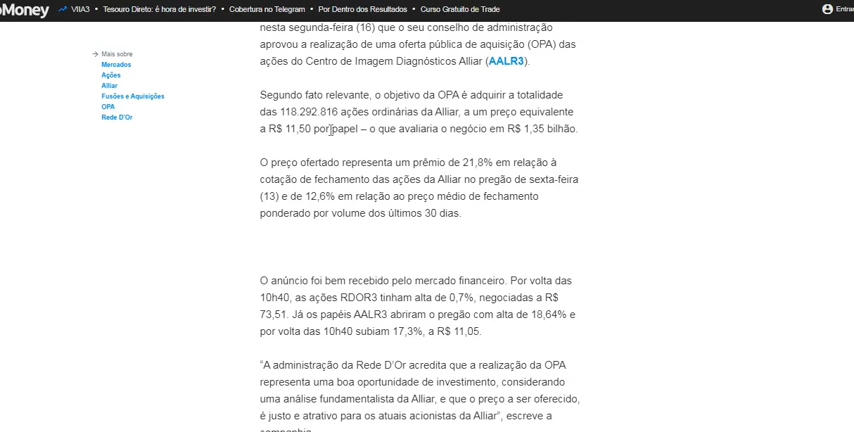 oMoney
VIIA3 • Tesouro Direto: é hora de investir? • Cobertura no Telegram • Por Dentro dos Resultados • Curso Gratuito de Trade
Mais sobre
Mercados
Ações
Alliar
Fusões e Aquisições
OPA
Rede D'Or
nesta segunda-feira (16) que o seu conselho de administração
aprovou a realização de uma oferta pública de aquisição (OPA) das
ações do Centro de Imagem Diagnósticos Alliar (AALR3).
Segundo fato relevante, o objetivo da OPA é adquirir a totalidade
das 118.292.816 ações ordinárias da Alliar, a um preço equivalente
a R$ 11,50 por papel – o que avaliaria o negócio em R$ 1,35 bilhão.
O preço ofertado representa um prêmio de 21,8% em relação à
cotação de fechamento das ações da Alliar no pregão de sexta-feira
(13) e de 12,6% em relação ao preço médio de fechamento
ponderado por volume dos últimos 30 dias.
O anúncio foi bem recebido pelo mercado financeiro. Por volta das
10h40, as ações RDOR3 tinham alta de 0,7%, negociadas a R$
73,51. Já os papéis AALR3 abriram o pregão com alta de 18,64% e
por volta das 10h40 subiam 17,3%, a R$ 11,05.
“A administração da Rede D’Or acredita que a realização da OPA
representa uma boa oportunidade de investimento, considerando
uma análise fundamentalista da Alliar, e que o preço a ser oferecido,
é justo e atrativo para os atuais acionistas da Alliar”, escreve a